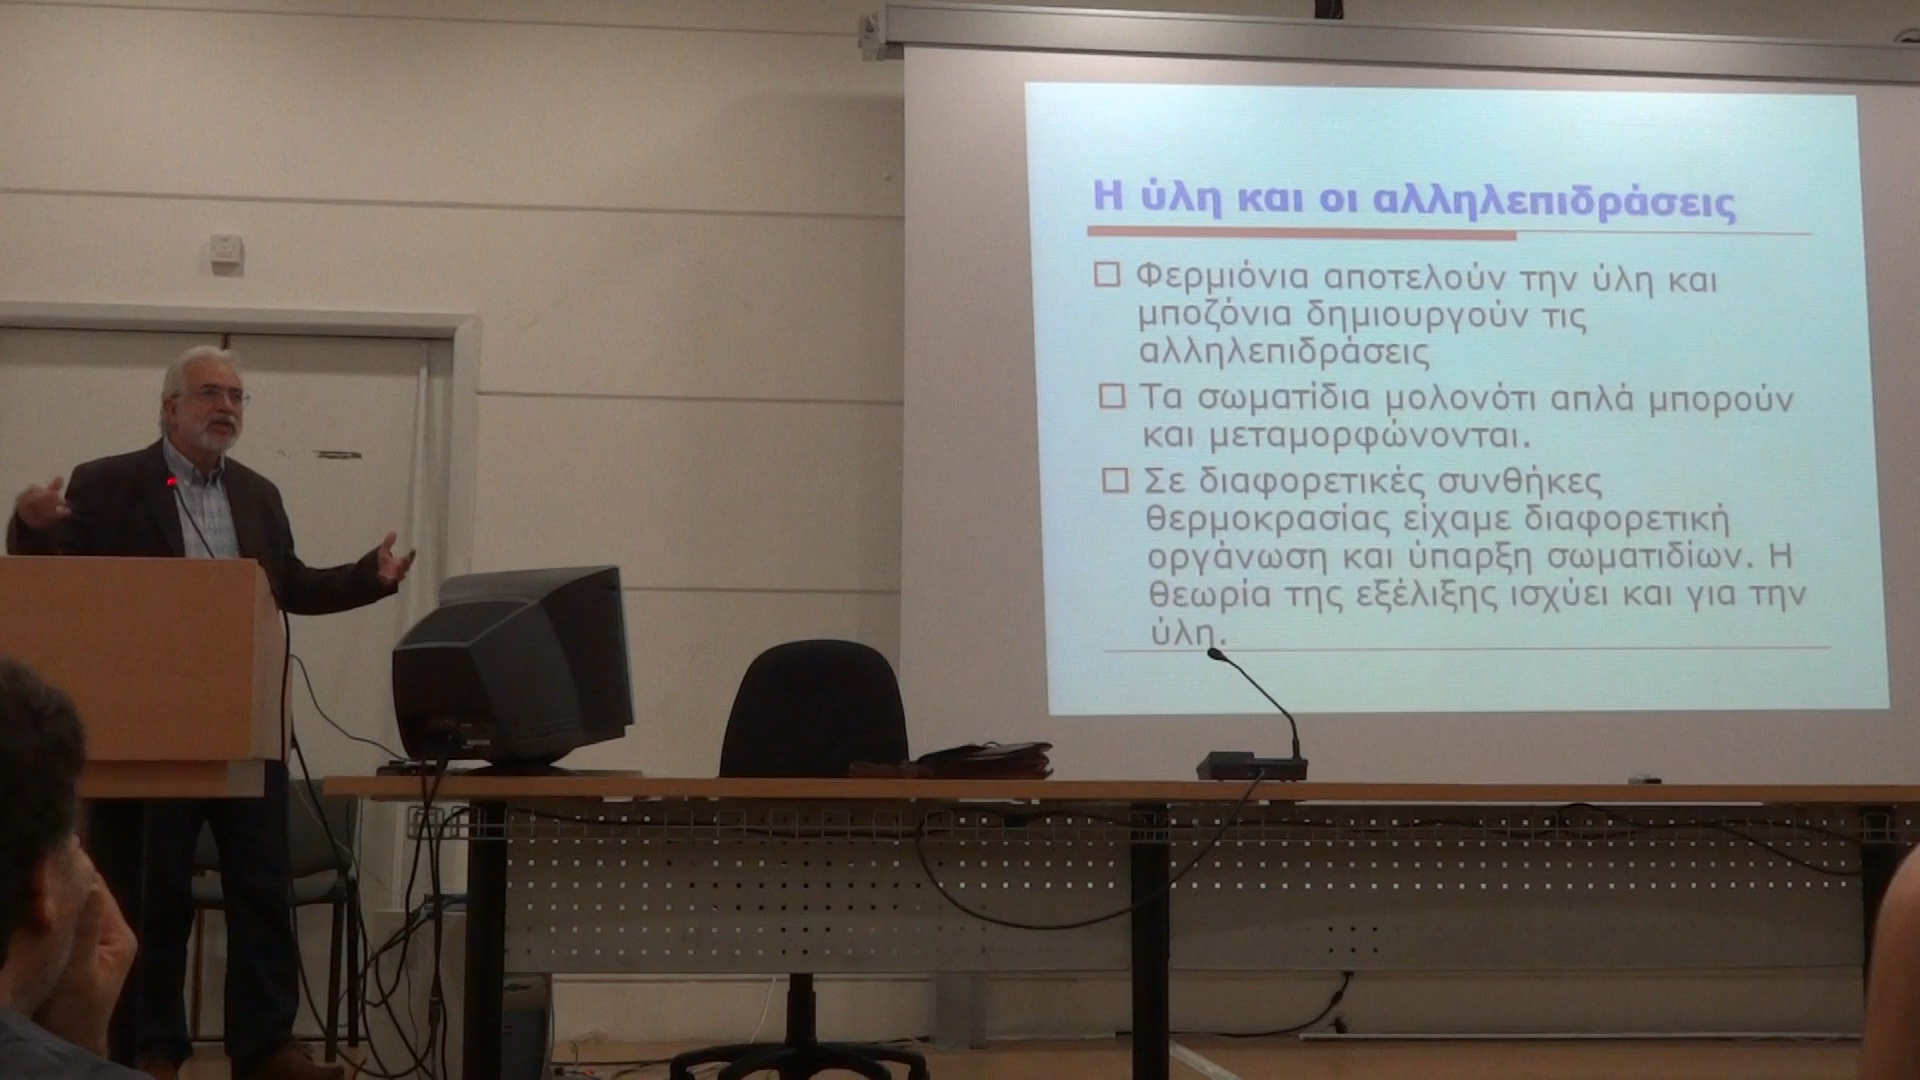 Η ύλη και οι αλληλεπιδράσεις
Φερμιόνια αποτελούν την ύλη και
μποζόνια δημιουργούν τις
αλληλεπιδράσεις
Τα σωματίδια μολονότι απλά μπορούν
και μεταμορφώνονται.
Σε διαφορετικές συνθήκες
θερμοκρασίας είχαμε διαφορετική
οργάνωση και ύπαρξη σωματιδίων. Η
θεωρία της εξέλιξης ισχύει και για την
ύλη.